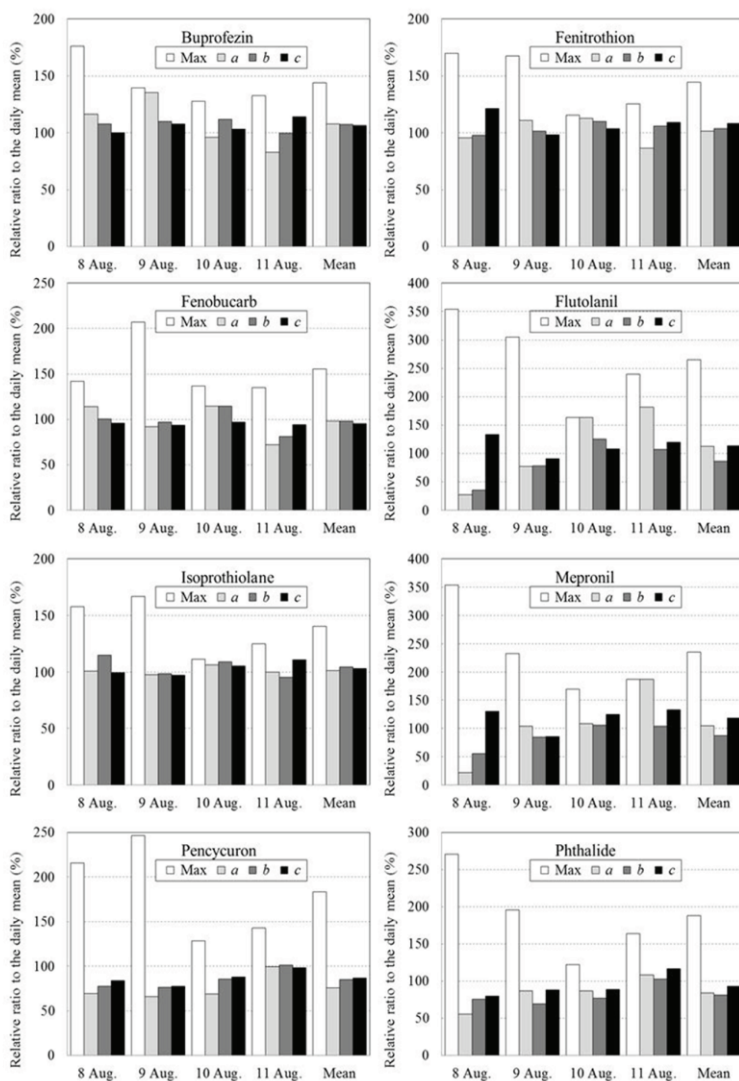 Buprofezin
Max a b c
Relative ratio to the daily mean (%)
200
150
100
50
0
8 Aug. 9 Aug. 10 Aug. 11 Aug. Mean
Fenitrothion
Max a b c
Relative ratio to the daily mean (%)
200
150
100
50
0
8 Aug. 9 Aug. 10 Aug. 11 Aug. Mean
Fenobucarb
Max a b c
Relative ratio to the daily mean (%)
250
200
150
100
50
0
8 Aug. 9 Aug. 10 Aug. 11 Aug. Mean
Flutolanil
Max a b c
Relative ratio to the daily mean (%)
400
350
300
250
200
150
100
50
0
8 Aug. 9 Aug. 10 Aug. 11 Aug. Mean
Isoprothiolane
Max a b c
Relative ratio to the daily mean (%)
200
150
100
50
0
8 Aug. 9 Aug. 10 Aug. 11 Aug. Mean
Mepronil
Max a b c
Relative ratio to the daily mean (%)
400
350
300
250
200
150
100
50
0
8 Aug. 9 Aug. 10 Aug. 11 Aug. Mean
Pencycuron
Max a b c
Relative ratio to the daily mean (%)
250
200
150
100
50
0
8 Aug. 9 Aug. 10 Aug. 11 Aug. Mean
Phthalide
Max a b c
Relative ratio to the daily mean (%)
300
250
200
150
100
50
0
8 Aug. 9 Aug. 10 Aug. 11 Aug. Mean